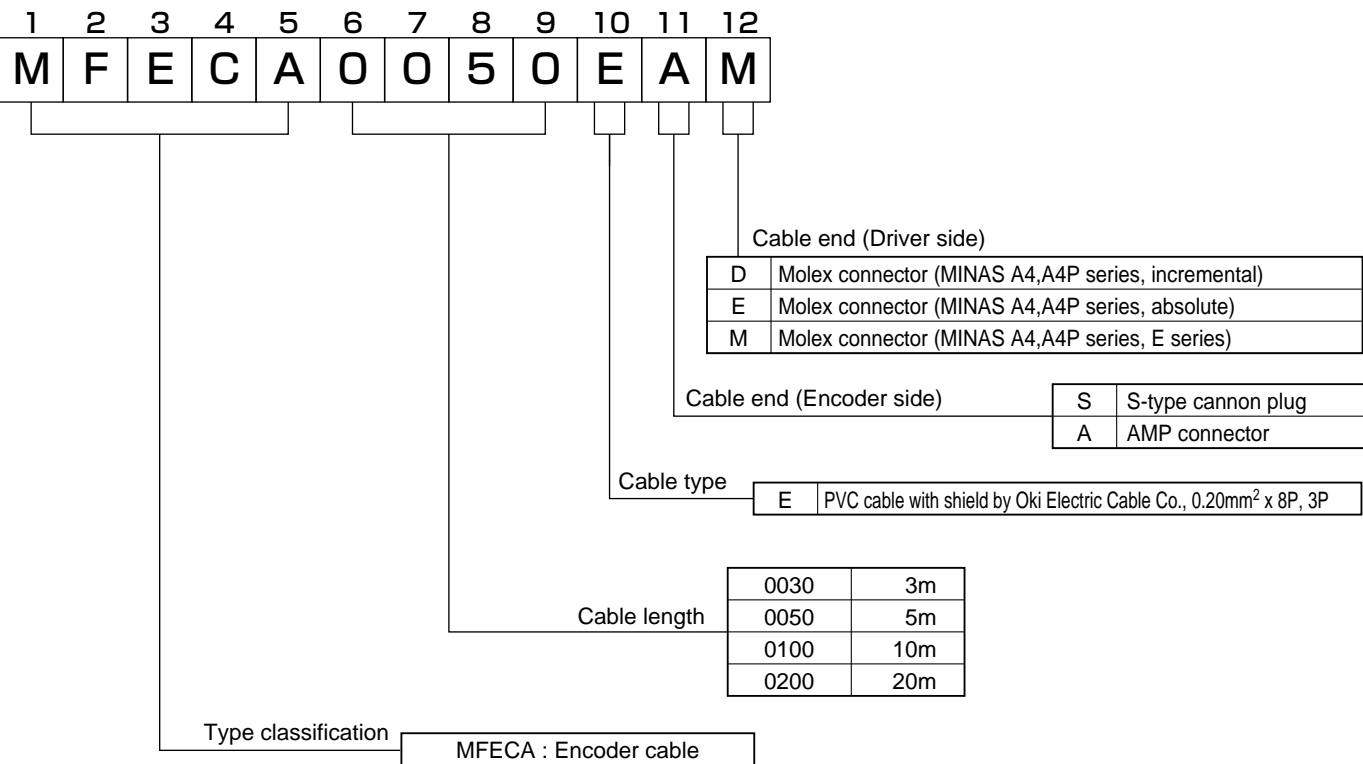 1 2 3 4 5 6 7 8 9 10 11 12
M F E C A 0 0 5 0 E A M
Cable end (Driver side)
D Molex connector (MINAS A4,A4P series, incremental)
E Molex connector (MINAS A4,A4P series, absolute)
M Molex connector (MINAS A4,A4P series, E series)
Cable end (Encoder side)
S S-type cannon plug
A AMP connector
Cable type
E PVC cable with shield by Oki Electric Cable Co., 0.20mm² x 8P, 3P
Cable length
0030 3m
0050 5m
0100 10m
0200 20m
Type classification
MFECA : Encoder cable